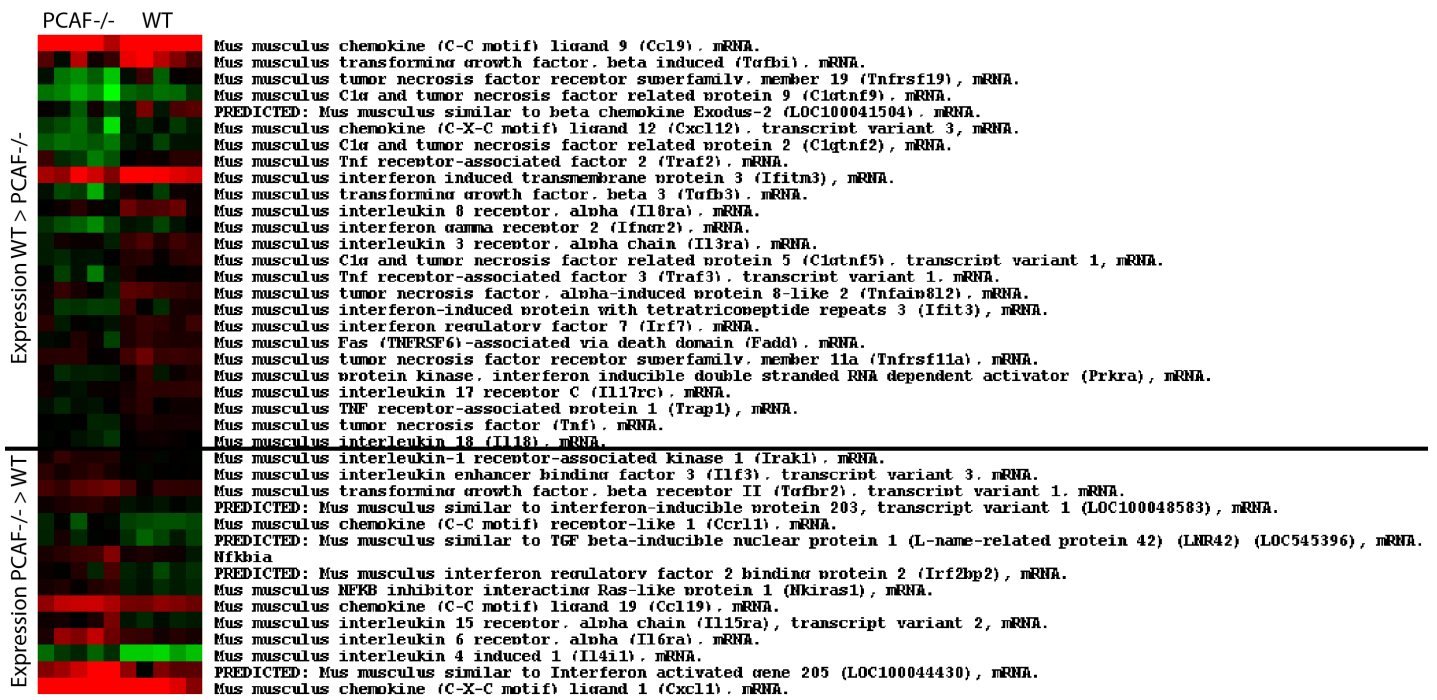 PCAF-/- WT
Expression WT > PCAF-/-
Mus musculus chemokine (C-C motif) ligand 9 (Ccl9), mRNA.
Mus musculus transforming growth factor, beta induced (Tgfbi), mRNA.
Mus musculus tumor necrosis factor receptor superfamily, member 19 (Tnfrsf19), mRNA.
Mus musculus C1q and tumor necrosis factor related protein 9 (C1qtnf9), mRNA.
PREDICTED: Mus musculus similar to beta chemokine Exodus-2 (LOC100041504), mRNA.
Mus musculus chemokine (C-X-C motif) ligand 12 (Cxcl12), transcript variant 3, mRNA.
Mus musculus C1q and tumor necrosis factor related protein 2 (C1qtnf2), mRNA.
Mus musculus Tnf receptor-associated factor 2 (Traf2), mRNA.
Mus musculus interferon induced transmembrane protein 3 (Ifitm3), mRNA.
Mus musculus transforming growth factor, beta 3 (Tgfb3), mRNA.
Mus musculus interleukin 8 receptor, alpha (Il8ra), mRNA.
Mus musculus interferon gamma receptor 2 (Ifngr2), mRNA.
Mus musculus interleukin 3 receptor, alpha chain (Il3ra), mRNA.
Mus musculus C1q and tumor necrosis factor related protein 5 (C1qtnf5), transcript variant 1, mRNA.
Mus musculus Tnf receptor-associated factor 3 (Traf3), transcript variant 1, mRNA.
Mus musculus tumor necrosis factor, alpha-induced protein 8-like 2 (Tnfaip8l2), mRNA.
Mus musculus interferon-induced protein with tetratricopeptide repeats 3 (Ifit3), mRNA.
Mus musculus interferon regulatory factor 7 (Irf7), mRNA.
Mus musculus Fas (TNFRSF6)-associated via death domain (Fadd), mRNA.
Mus musculus tumor necrosis factor receptor superfamily, member 11a (Tnfrsf11a), mRNA.
Mus musculus protein kinase, interferon inducible double stranded RNA dependent activator (Prkra), mRNA.
Mus musculus interleukin 17 receptor C (Il17rc), mRNA.
Mus musculus TNF receptor-associated protein 1 (Trap1), mRNA.
Mus musculus tumor necrosis factor (Tnf), mRNA.
Mus musculus interleukin 18 (Il18), mRNA.
Expression PCAF-/- > WT
Mus musculus interleukin-1 receptor-associated kinase 1 (Irak1), mRNA.
Mus musculus interleukin enhancer binding factor 3 (Ilf3), transcript variant 3, mRNA.
Mus musculus transforming growth factor, beta receptor II (Tgfbr2), transcript variant 1, mRNA.
PREDICTED: Mus musculus similar to interferon-inducible protein 203, transcript variant 1 (LOC100048583), mRNA.
Mus musculus chemokine (C-C motif) receptor-like 1 (Ccrl1), mRNA.
PREDICTED: Mus musculus similar to TGF beta-inducible nuclear protein 1 (L-name-related protein 42) (LNR42) (LOC545396), mRNA.
Nfkbia
PREDICTED: Mus musculus interferon regulatory factor 2 binding protein 2 (Irf2bp2), mRNA.
Mus musculus NFKB inhibitor interacting Ras-like protein 1 (Nkiras1), mRNA.
Mus musculus chemokine (C-C motif) ligand 19 (Ccl19), mRNA.
Mus musculus interleukin 15 receptor, alpha chain (Il15ra), transcript variant 2, mRNA.
Mus musculus interleukin 6 receptor, alpha (Il6ra), mRNA.
Mus musculus interleukin 4 induced 1 (Il4i1), mRNA.
PREDICTED: Mus musculus similar to Interferon activated gene 205 (LOC100044430), mRNA.
Mus musculus chemokine (C-X-C motif) ligand 1 (Cxcl1), mRNA.